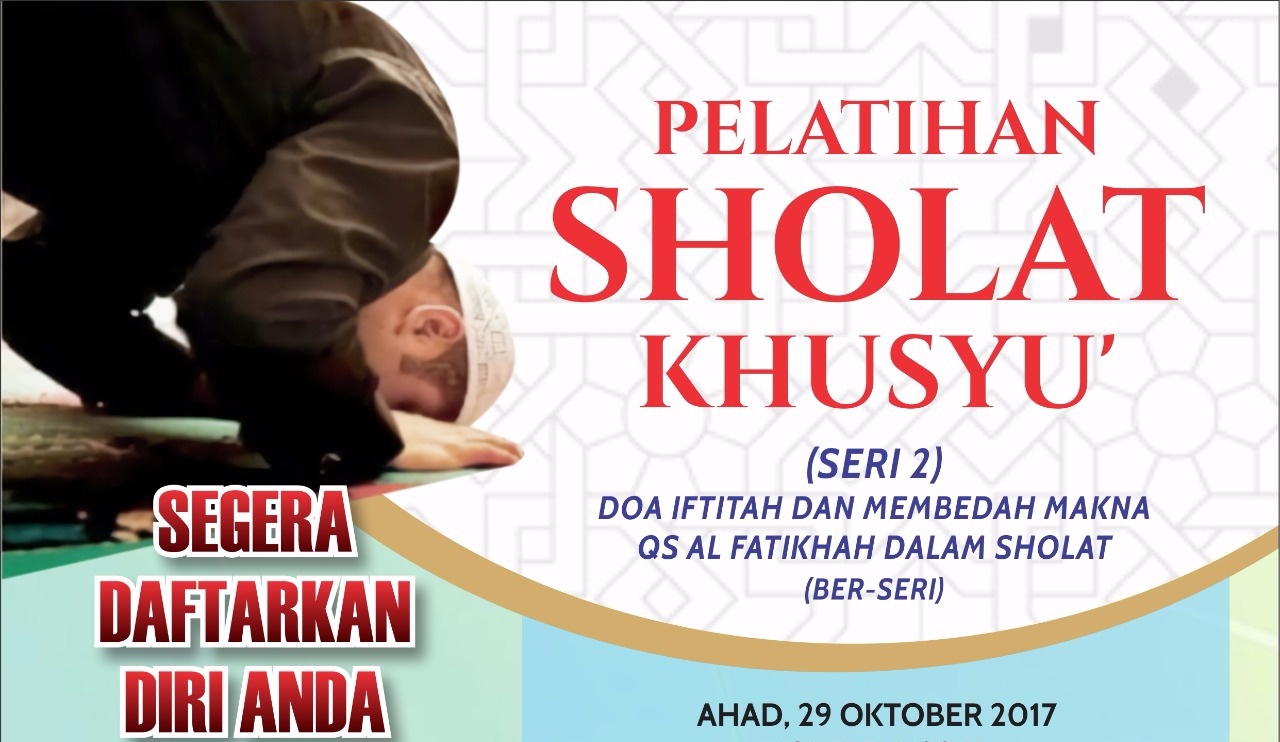 PELATIHAN
SHOLAT
KHUSYU'
(SERI 2)
DOA IFTITAH DAN MEMBEDAH MAKNA
QS AL FATIKHAH DALAM SHOLAT
(BER-SERI)
SEGERA
DAFTARKAN
DIRI ANDA
AHAD, 29 OKTOBER 2017